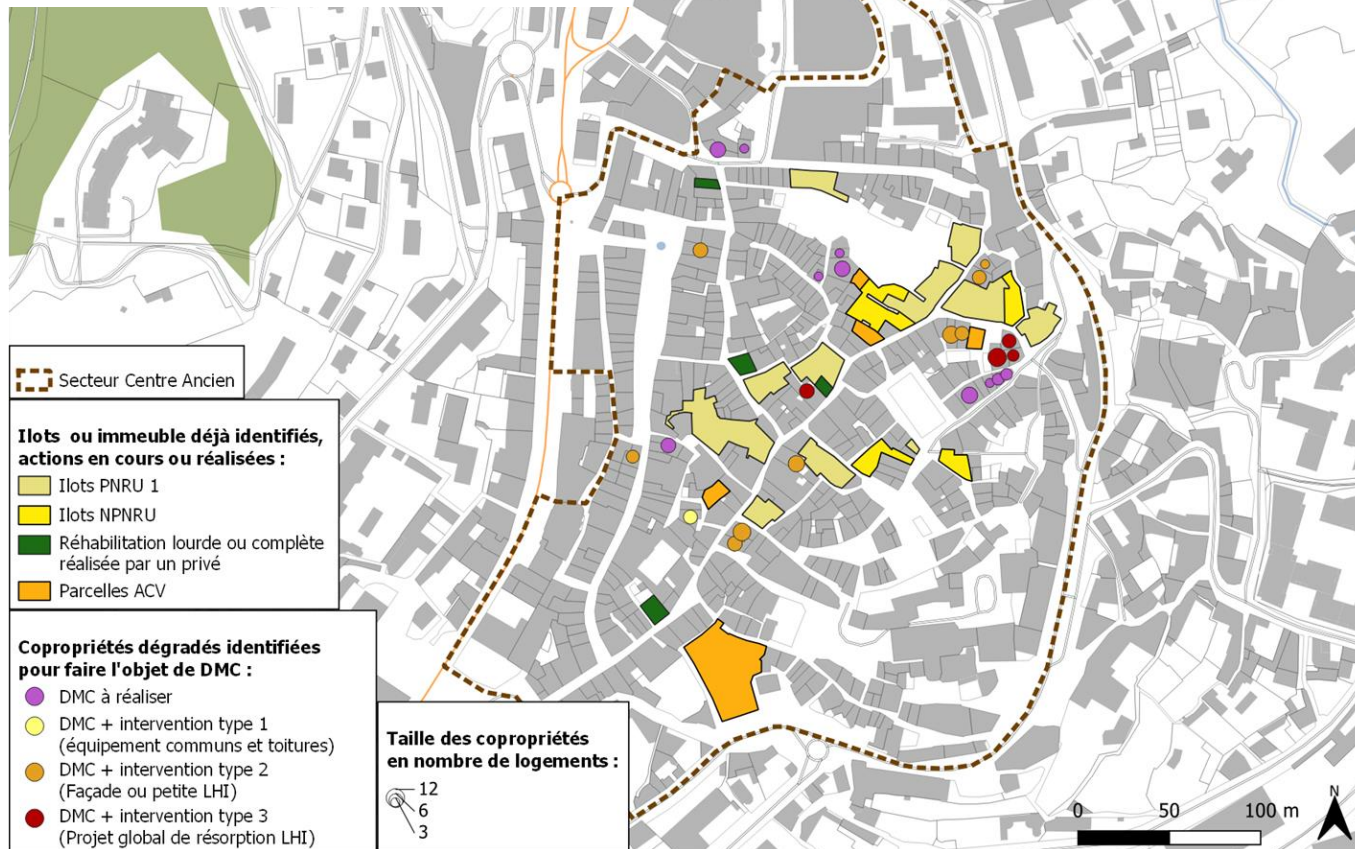 Secteur Centre Ancien
Ilots ou immeuble déjà identifiés,
actions en cours ou réalisées :
Ilots PNRU 1
Ilots NPNRU
Réhabilitation lourde ou complète
réalisée par un privé
Parcelles ACV
Copropriétés dégradés identifiées
pour faire l'objet de DMC :
DMC à réaliser
DMC + intervention type 1
(équipement communs et toitures)
DMC + intervention type 2
(Façade ou petite LHI)
DMC + intervention type 3
(Projet global de résorption LHI)
Taille des copropriétés
en nombre de logements :
12
6
3
0 50 100 m
N